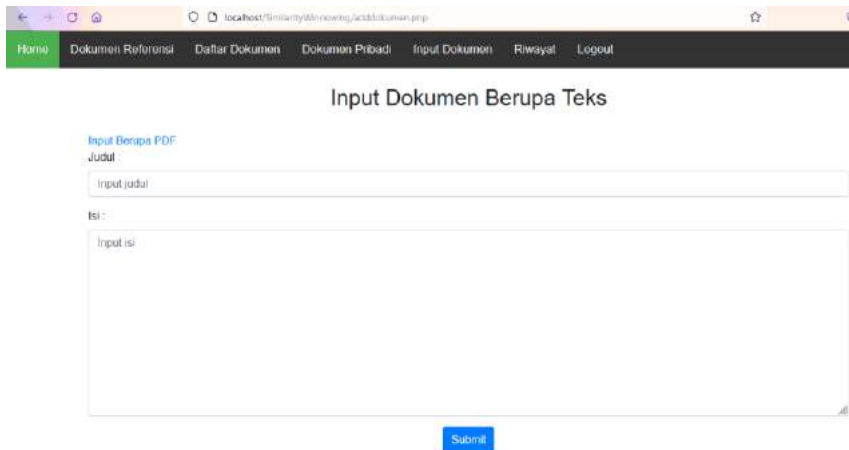 localhost/SimilarityWinnowing/adddokumen.php
Home Dokumen Referensi Daftar Dokumen Dokumen Pribadi Input Dokumen Riwayat Logout
Input Dokumen Berupa Teks
Input Berupa PDF
Judul :
Input judul
Isi :
Input isi
Submit